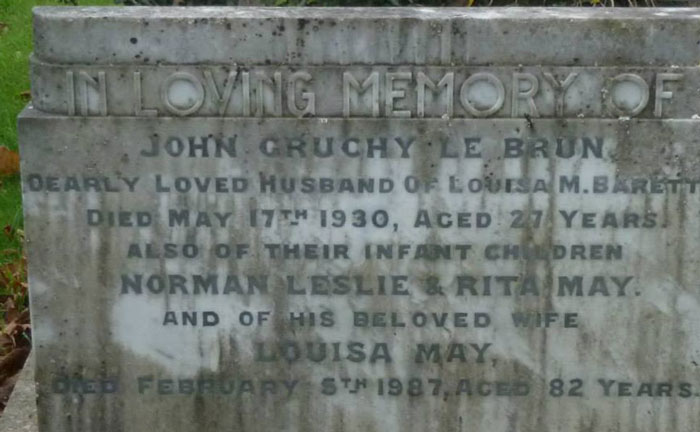 IN LOVING MEMORY OF
JOHN GRUCHY LE BRUN,
DEARLY LOVED HUSBAND OF LOUISA M. BARETT
DIED MAY 17TH 1930, AGED 27 YEARS.
ALSO OF THEIR INFANT CHILDREN
NORMAN LESLIE & RITA MAY.
AND OF HIS BELOVED WIFE
LOUISA MAY,
DIED FEBRUARY 5TH 1987, AGED 82 YEARS.